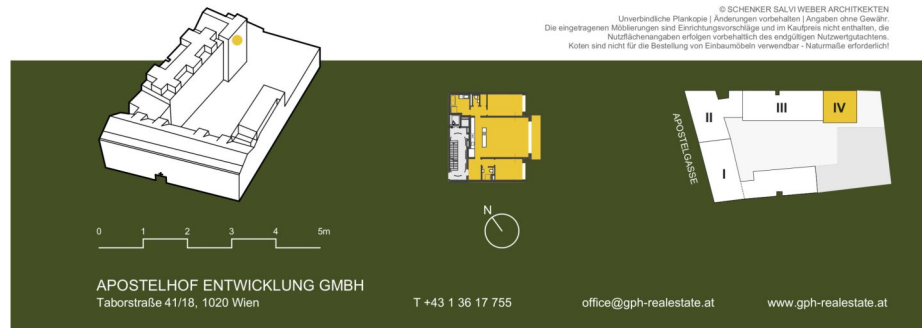 © SCHENKER SALVI WEBER ARCHITKEKTEN
Unverbindliche Plankopie | Änderungen vorbehalten | Angaben ohne Gewähr.
Die eingetragenen Möblierungen sind Einrichtungsvorschläge und im Kaufpreis nicht enthalten, die
Nutzflächenangaben erfolgen vorbehaltlich des endgültigen Nutzwertgutachtens.
Koten sind nicht für die Bestellung von Einbaumöbeln verwendbar - Naturmaße erforderlich!
II
III
IV
APOSTELGASSE
I
N
0 1 2 3 4 5m
APOSTELHOF ENTWICKLUNG GMBH
Taborstraße 41/18, 1020 Wien
T +43 1 36 17 755
office@gph-realestate.at
www.gph-realestate.at